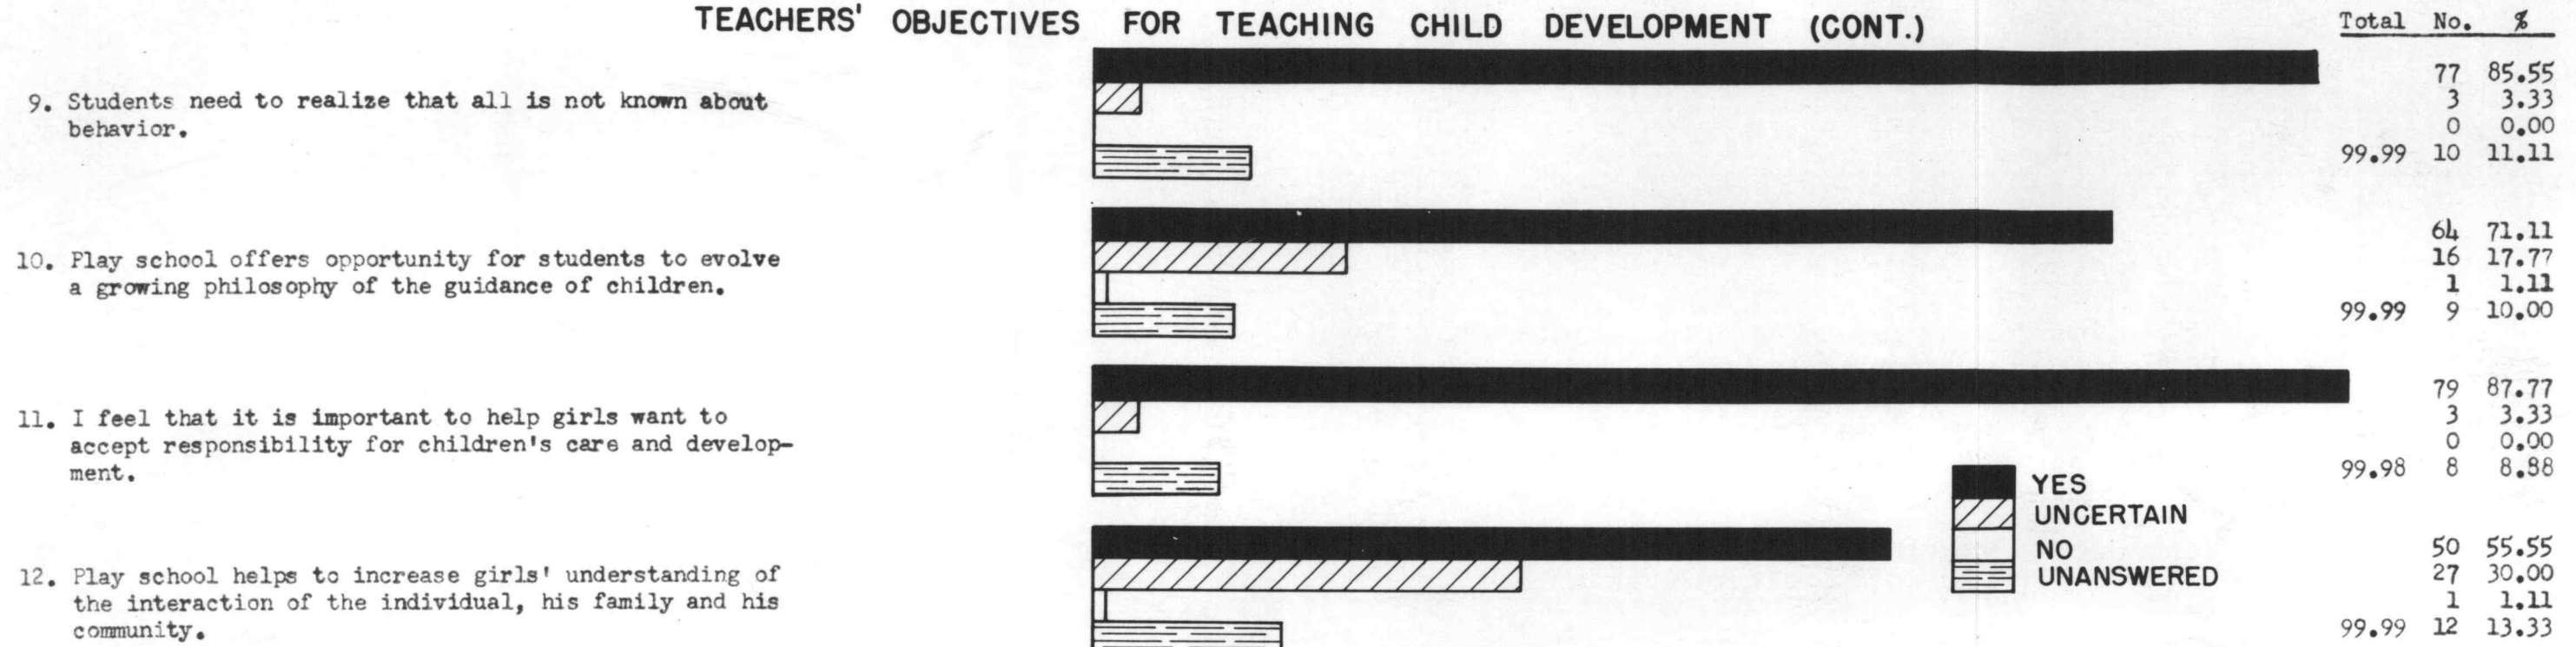 TEACHERS' OBJECTIVES FOR TEACHING CHILD DEVELOPMENT (CONT.)
Total No. %
9. Students need to realize that all is not known about
behavior.
77 85.55
3 3.33
0 0.00
99.99 10 11.11
10. Play school offers opportunity for students to evolve
a growing philosophy of the guidance of children.
64 71.11
16 17.77
1 1.11
99.99 9 10.00
11. I feel that it is important to help girls want to
accept responsibility for children's care and develop-
ment.
79 87.77
3 3.33
0 0.00
99.98 8 8.88
YES
UNCERTAIN
NO
UNANSWERED
12. Play school helps to increase girls' understanding of
the interaction of the individual, his family and his
community.
50 55.55
27 30.00
1 1.11
99.99 12 13.33